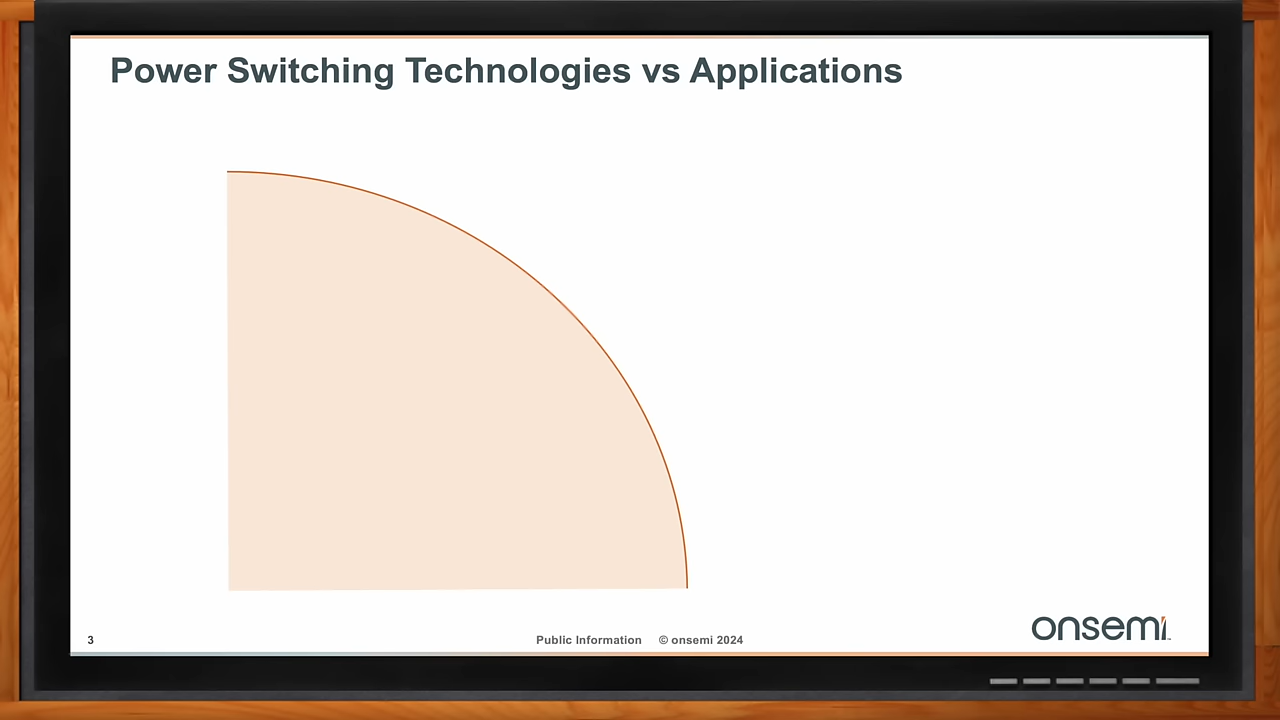 Power Switching Technologies vs Applications
3
Public Information © onsemi 2024
onsemi